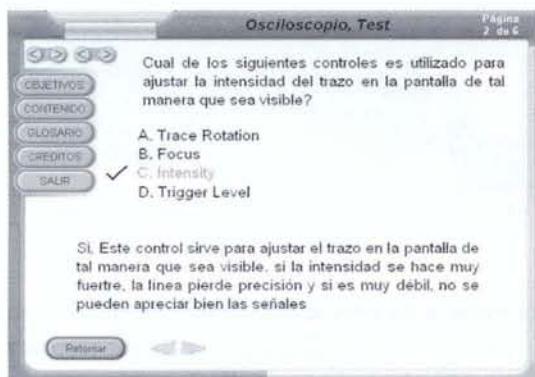 Osciloscopio, Test
Página
2 de 6
OBJETIVOS
CONTENIDO
GLOSARIO
CREDITOS
SALIR
Cual de los siguientes controles es utilizado para
ajustar la intensidad del trazo en la pantalla de tal
manera que sea visible?
A. Trace Rotation
B. Focus
C. Intensity
D. Trigger Level
Si, Este control sirve para ajustar el trazo en la pantalla de
tal manera que sea visible, si la intensidad se hace muy
fuertre, la línea pierde precisión y si es muy débil, no se
pueden apreciar bien las señales
Retornar